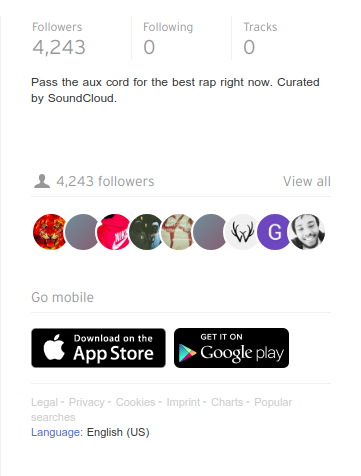 Followers Following Tracks
4,243 0 0
Pass the aux cord for the best rap right now. Curated
by SoundCloud.
4,243 followers View all
NIKE
G
Go mobile
Download on the
App Store
GET IT ON
Google play
Legal - Privacy - Cookies - Imprint - Charts - Popular
searches
Language: English (US)